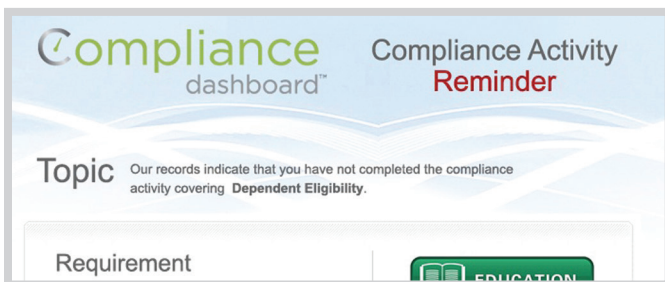 Compliance
dashboard™
Compliance Activity
Reminder
Topic
Our records indicate that you have not completed the compliance
activity covering Dependent Eligibility.
Requirement
EDUCATION